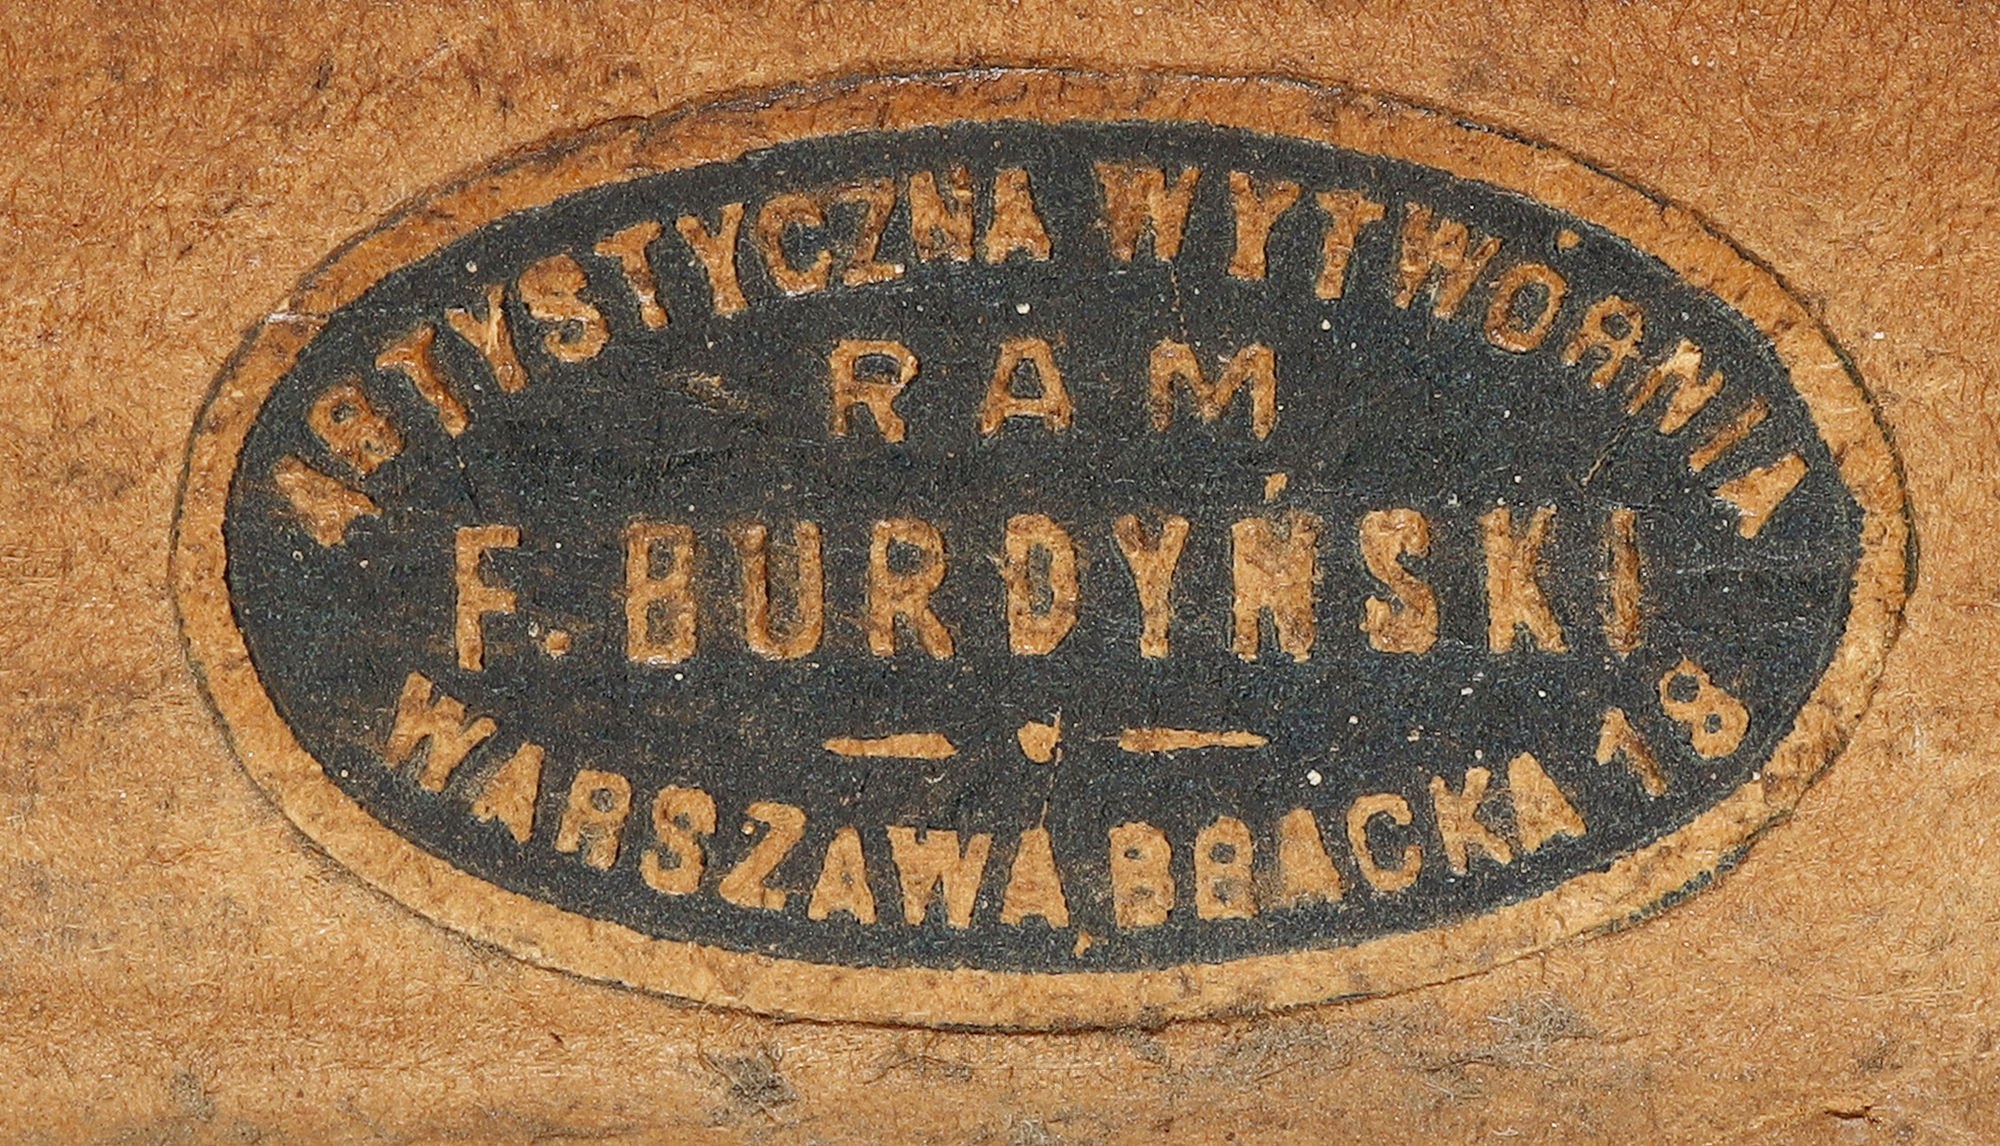 ARTYSTYCZNA WYTWÓRNIA
RAM
F. BURDYŃSKI
WARSZAWA BRACKA 18